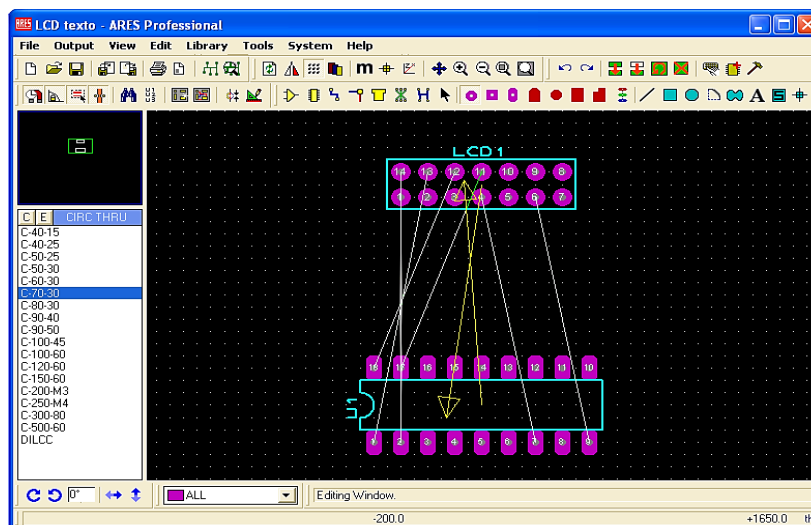 LCD texto - ARES Professional
File Output View Edit Library Tools System Help
C E CIRC THRU
C-40-15
C-40-25
C-50-25
C-50-30
C-60-30
C-70-30
C-80-30
C-90-40
C-90-50
C-100-45
C-100-60
C-120-60
C-150-60
C-200-M3
C-250-M4
C-300-80
C-500-60
DILCC
LCD1
14 13 12 11 10 9 8
1 2 3 4 5 6 7
18 17 16 15 14 13 12 11 10
U1
1 2 3 4 5 6 7 8 9
0° ALL Editing Window.
-200.0 +1650.0 th